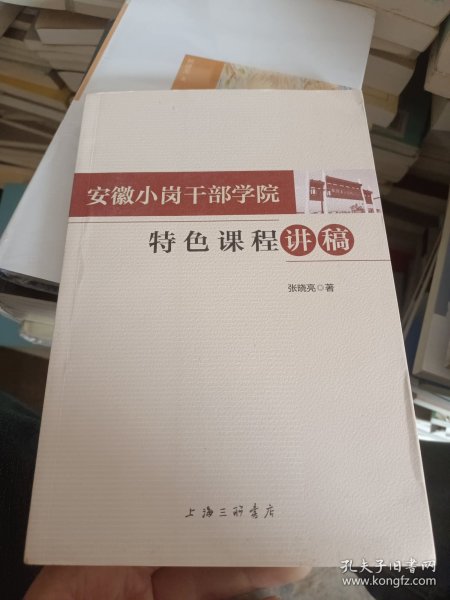 安徽小岗干部学院
特色课程讲稿
张晓亮◎著
上海三联书店
孔夫子旧书网
www.kongfz.com